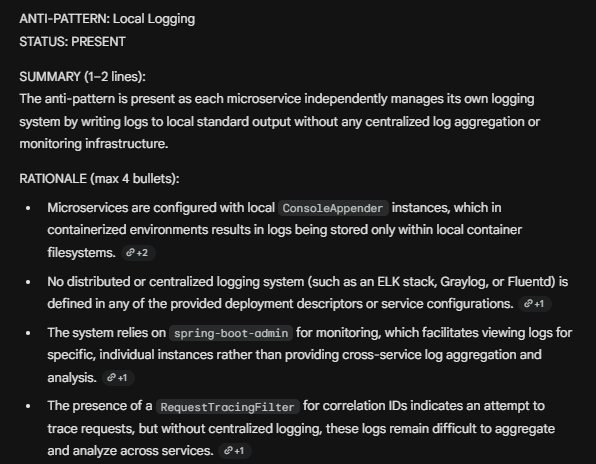 ANTI-PATTERN: Local Logging
STATUS: PRESENT
SUMMARY (1–2 lines):
The anti-pattern is present as each microservice independently manages its own logging
system by writing logs to local standard output without any centralized log aggregation or
monitoring infrastructure.
RATIONALE (max 4 bullets):
• Microservices are configured with local ConsoleAppender instances, which in
containerized environments results in logs being stored only within local container
filesystems. +2
• No distributed or centralized logging system (such as an ELK stack, Graylog, or Fluentd) is
defined in any of the provided deployment descriptors or service configurations. +1
• The system relies on spring-boot-admin for monitoring, which facilitates viewing logs for
specific, individual instances rather than providing cross-service log aggregation and
analysis. +1
• The presence of a RequestTracingFilter for correlation IDs indicates an attempt to
trace requests, but without centralized logging, these logs remain difficult to aggregate
and analyze across services. +1